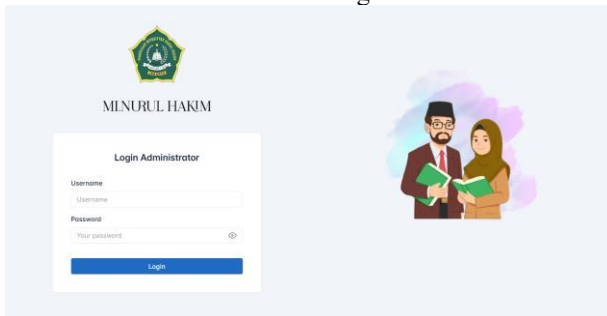 MI.NURUL HAKIM
Login Administrator
Username
Username
Password
Your password
Login